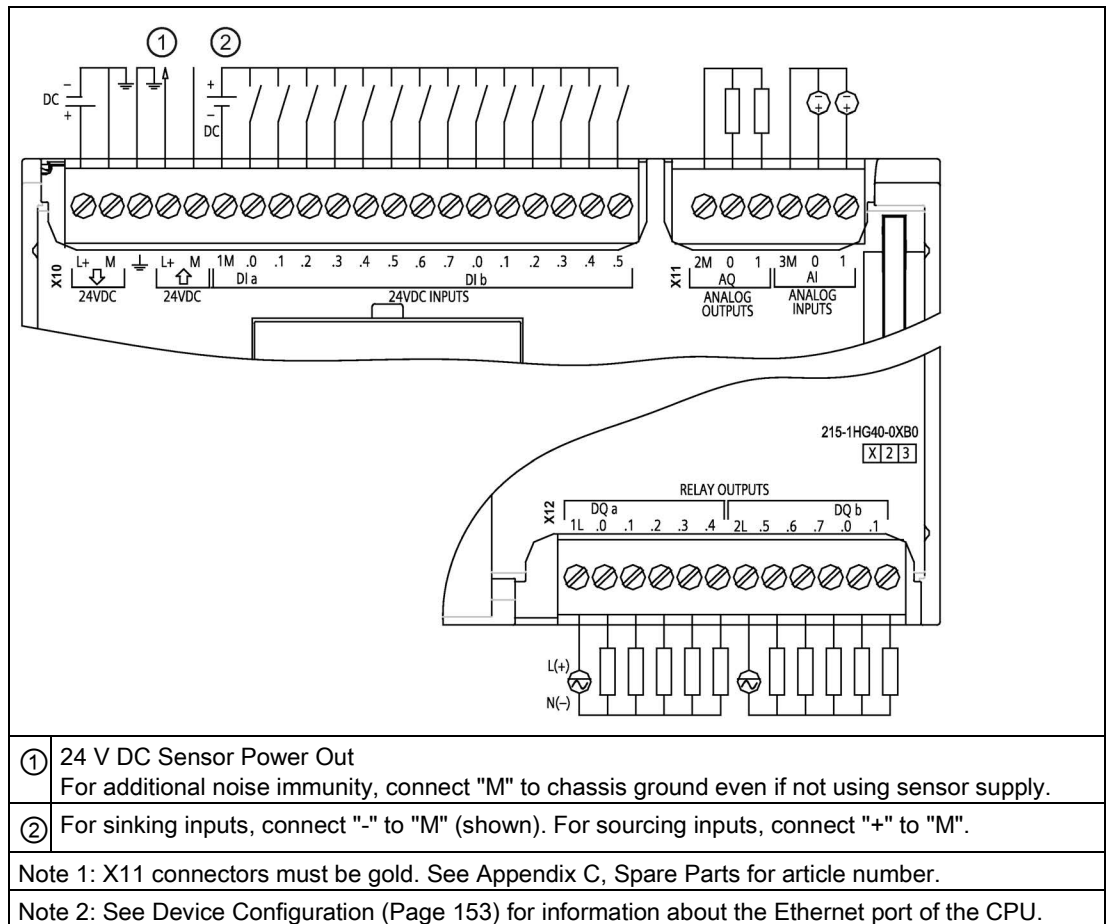 ① ②
−
DC
+
+
−
DC
L+ M L+ M 1M .0 .1 .2 .3 .4 .5 .6 .7 .0 .1 .2 .3 .4 .5
X10
DI a DI b
24VDC 24VDC 24VDC INPUTS
2M 0 1 3M 0 1
X11
AQ AI
ANALOG OUTPUTS
ANALOG INPUTS
215-1HG40-0XB0
X 2 3
RELAY OUTPUTS
X12
DQ a DQ b
1L .0 .1 .2 .3 .4 2L .5 .6 .7 .0 .1
L(+)
N(−)
① 24 V DC Sensor Power Out
For additional noise immunity, connect "M" to chassis ground even if not using sensor supply.
② For sinking inputs, connect "-" to "M" (shown). For sourcing inputs, connect "+" to "M".
Note 1: X11 connectors must be gold. See Appendix C, Spare Parts for article number.
Note 2: See Device Configuration (Page 153) for information about the Ethernet port of the CPU.